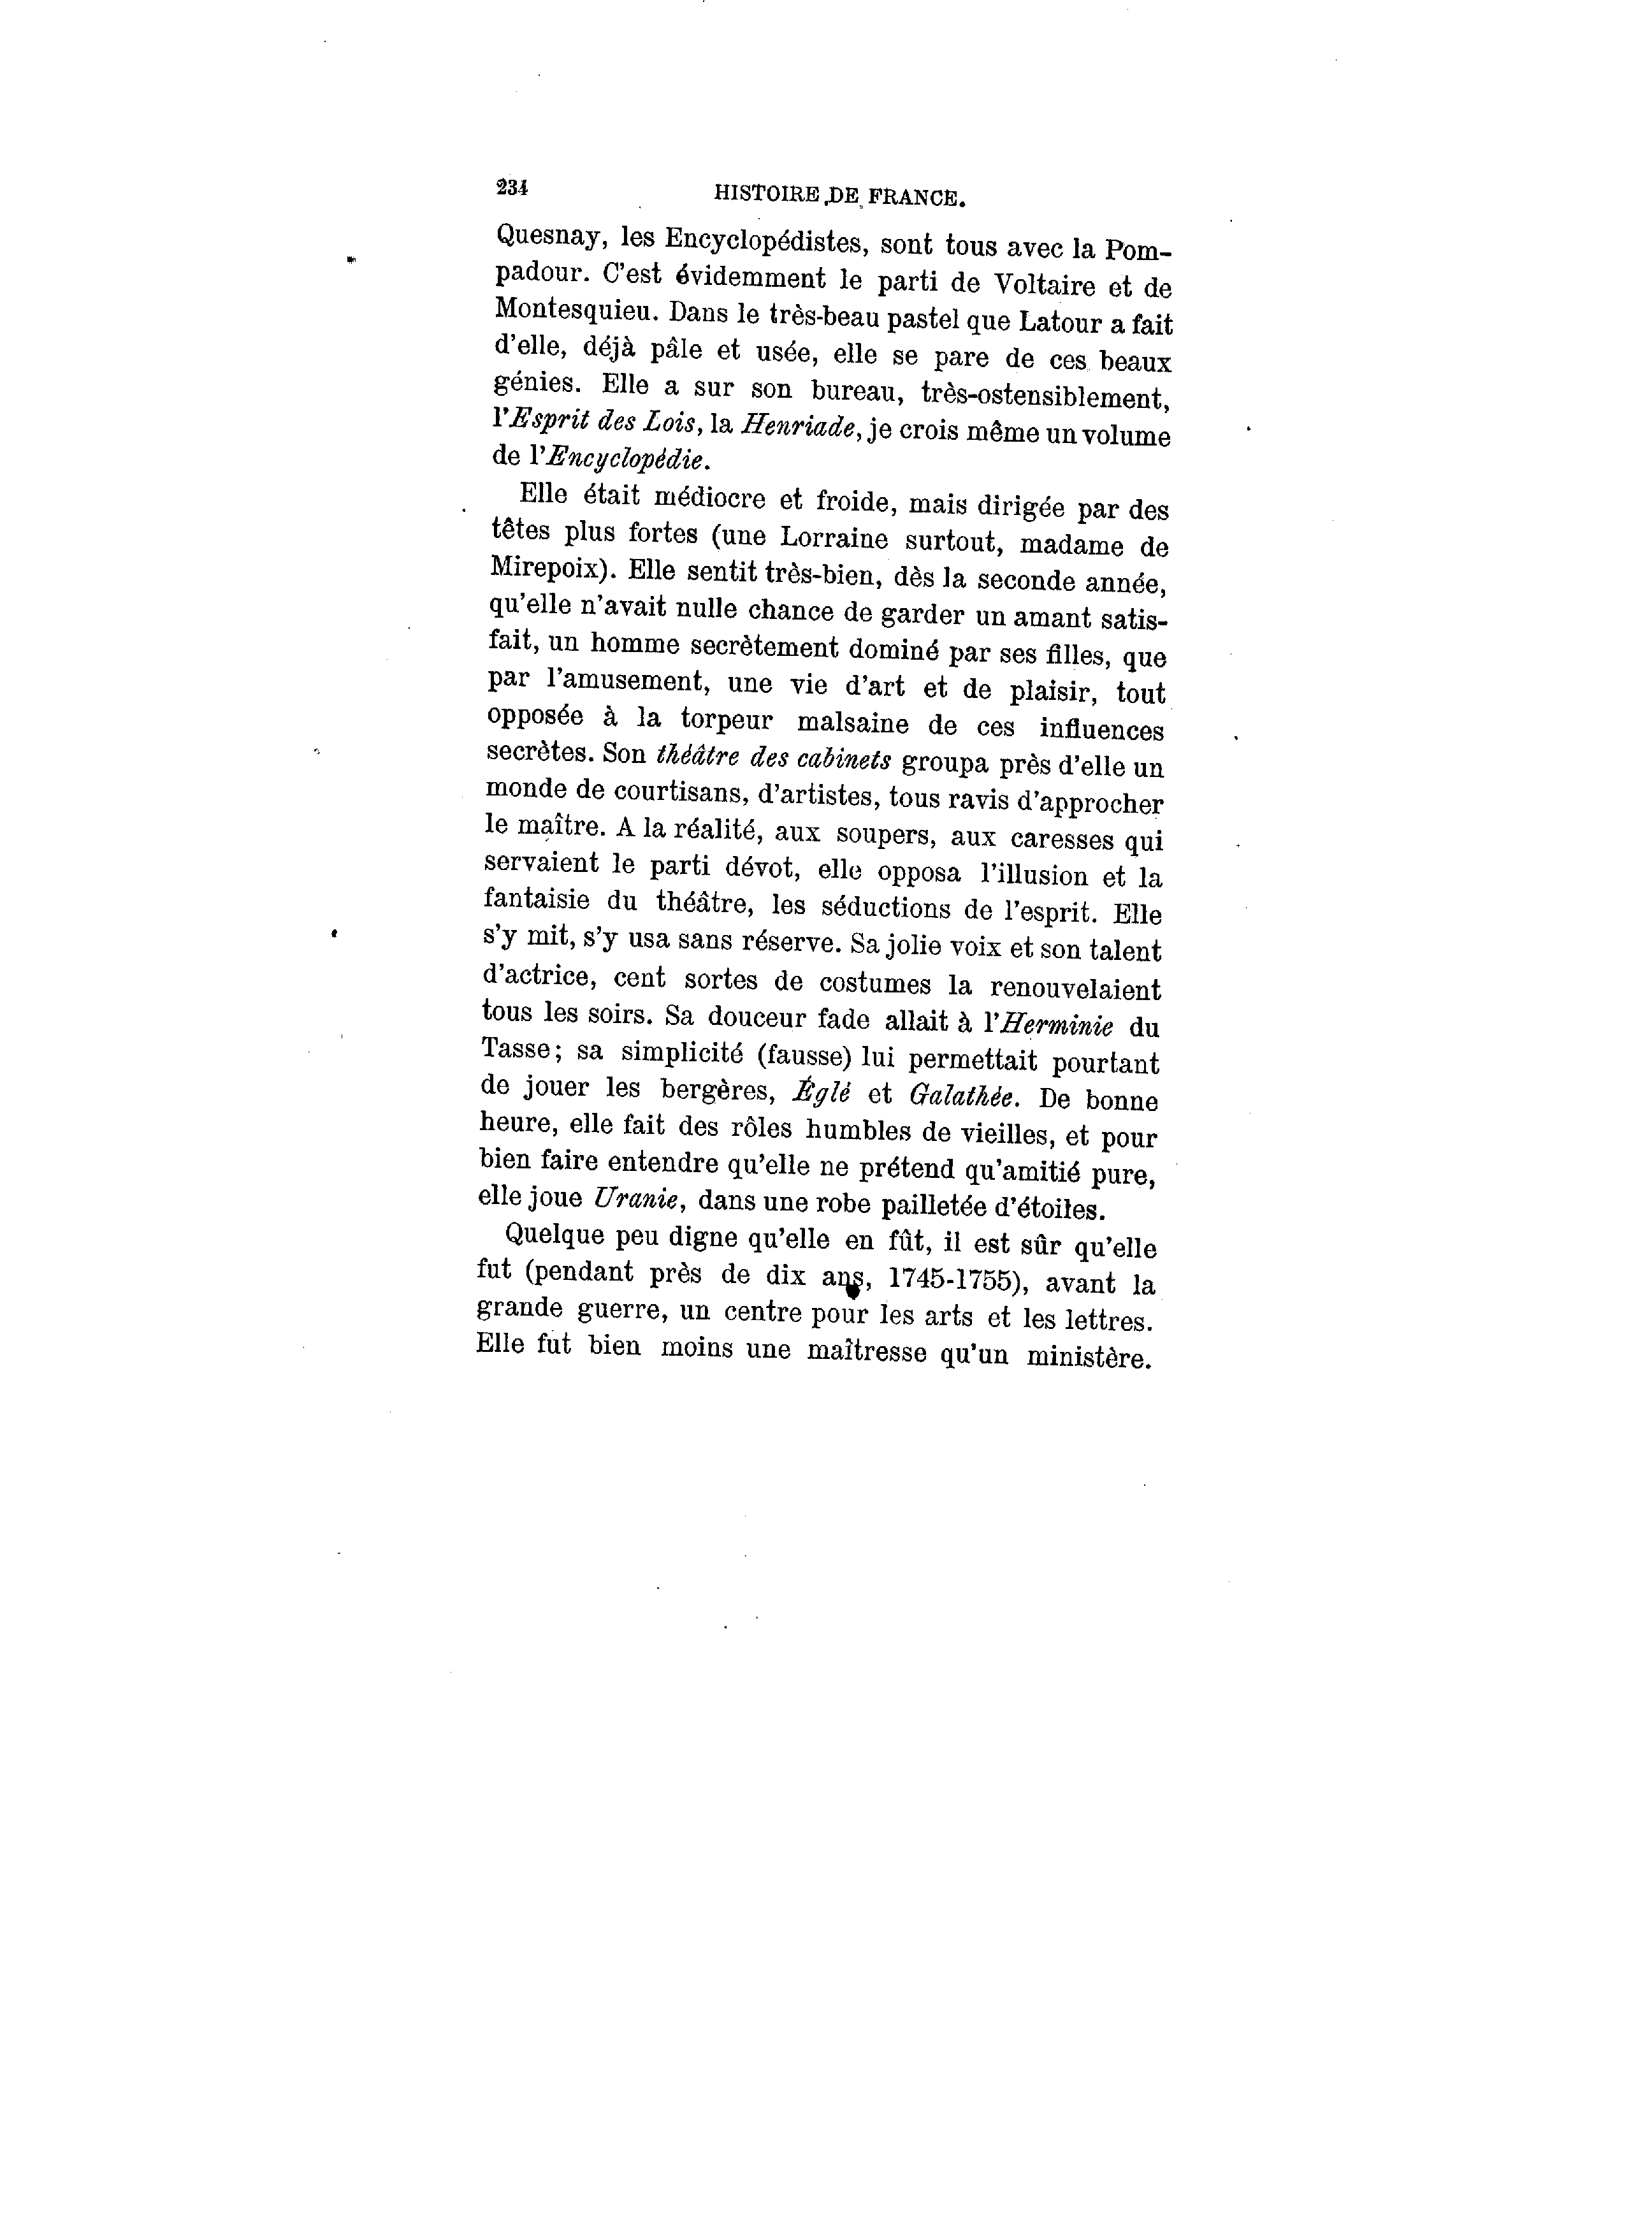 234
HISTOIRE DE FRANCE.
Quesnay, les Encyclopédistes, sont tous avec la Pom-
padour. C'est évidemment le parti de Voltaire et de
Montesquieu. Dans le très-beau pastel que Latour a fait
d'elle, déjà pâle et usée, elle se pare de ces beaux
génies. Elle a sur son bureau, très-ostensiblement,
l'Esprit des Lois, la Henriade, je crois même un volume
de l'Encyclopédie.
Elle était médiocre et froide, mais dirigée par des
têtes plus fortes (une Lorraine surtout, madame de
Mirepoix). Elle sentit très-bien, dès la seconde année,
qu'elle n'avait nulle chance de garder un amant satis-
fait, un homme secrètement dominé par ses filles, que
par l'amusement, une vie d'art et de plaisir, tout
opposée à la torpeur malsaine de ces influences
secrètes. Son théâtre des cabinets groupa près d'elle un
monde de courtisans, d'artistes, tous ravis d'approcher
le maître. A la réalité, aux soupers, aux caresses qui
servaient le parti dévot, elle opposa l'illusion et la
fantaisie du théâtre, les séductions de l'esprit. Elle
s'y mit, s'y usa sans réserve. Sa jolie voix et son talent
d'actrice, cent sortes de costumes la renouvelaient
tous les soirs. Sa douceur fade allait à l'Herminie du
Tasse; sa simplicité (fausse) lui permettait pourtant
de jouer les bergères, Églé et Galathée. De bonne
heure, elle fait des rôles humbles de vieilles, et pour
bien faire entendre qu'elle ne prétend qu'amitié pure,
elle joue Uranie, dans une robe pailletée d'étoiles.
Quelque peu digne qu'elle en fût, il est sûr qu'elle
fut (pendant près de dix ans, 1745-1755), avant la
grande guerre, un centre pour les arts et les lettres.
Elle fut bien moins une maîtresse qu'un ministère.